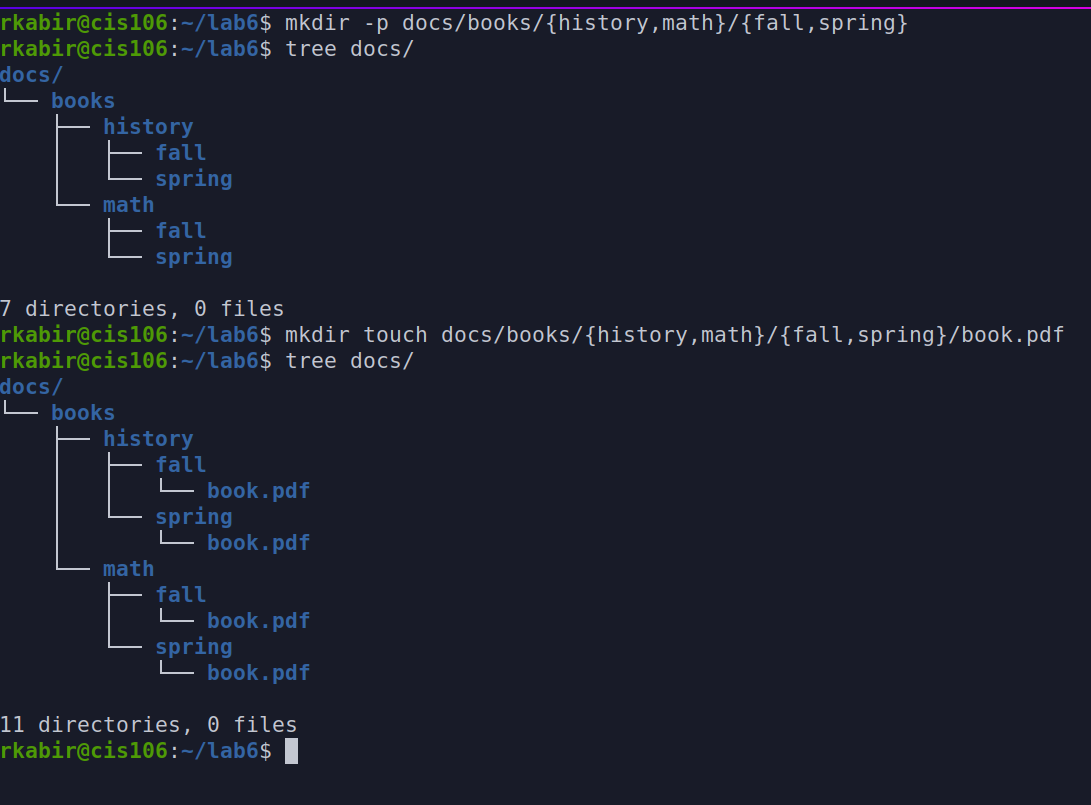 rkabir@cis106:~/lab6$ mkdir -p docs/books/{history,math}/{fall,spring}
rkabir@cis106:~/lab6$ tree docs/
docs/
└── books
    ├── history
    │   ├── fall
    │   └── spring
    └── math
        ├── fall
        └── spring

7 directories, 0 files
rkabir@cis106:~/lab6$ mkdir touch docs/books/{history,math}/{fall,spring}/book.pdf
rkabir@cis106:~/lab6$ tree docs/
docs/
└── books
    ├── history
    │   ├── fall
    │   │   └── book.pdf
    │   └── spring
    │       └── book.pdf
    └── math
        ├── fall
        │   └── book.pdf
        └── spring
            └── book.pdf

11 directories, 0 files
rkabir@cis106:~/lab6$